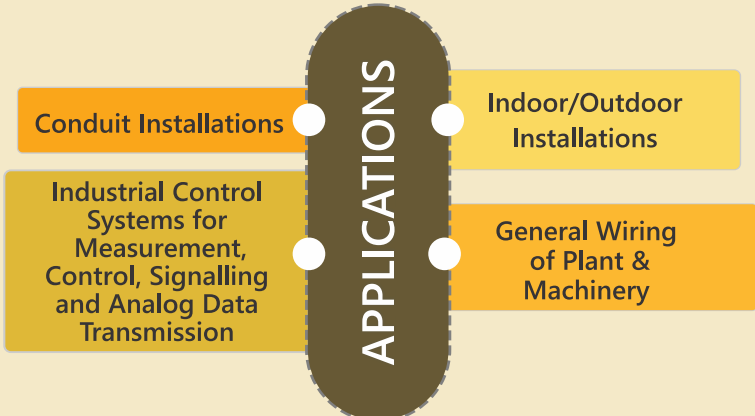 APPLICATIONS
Conduit Installations
Indoor/Outdoor
Installations
Industrial Control
Systems for
Measurement,
Control, Signalling
and Analog Data
Transmission
General Wiring
of Plant &
Machinery